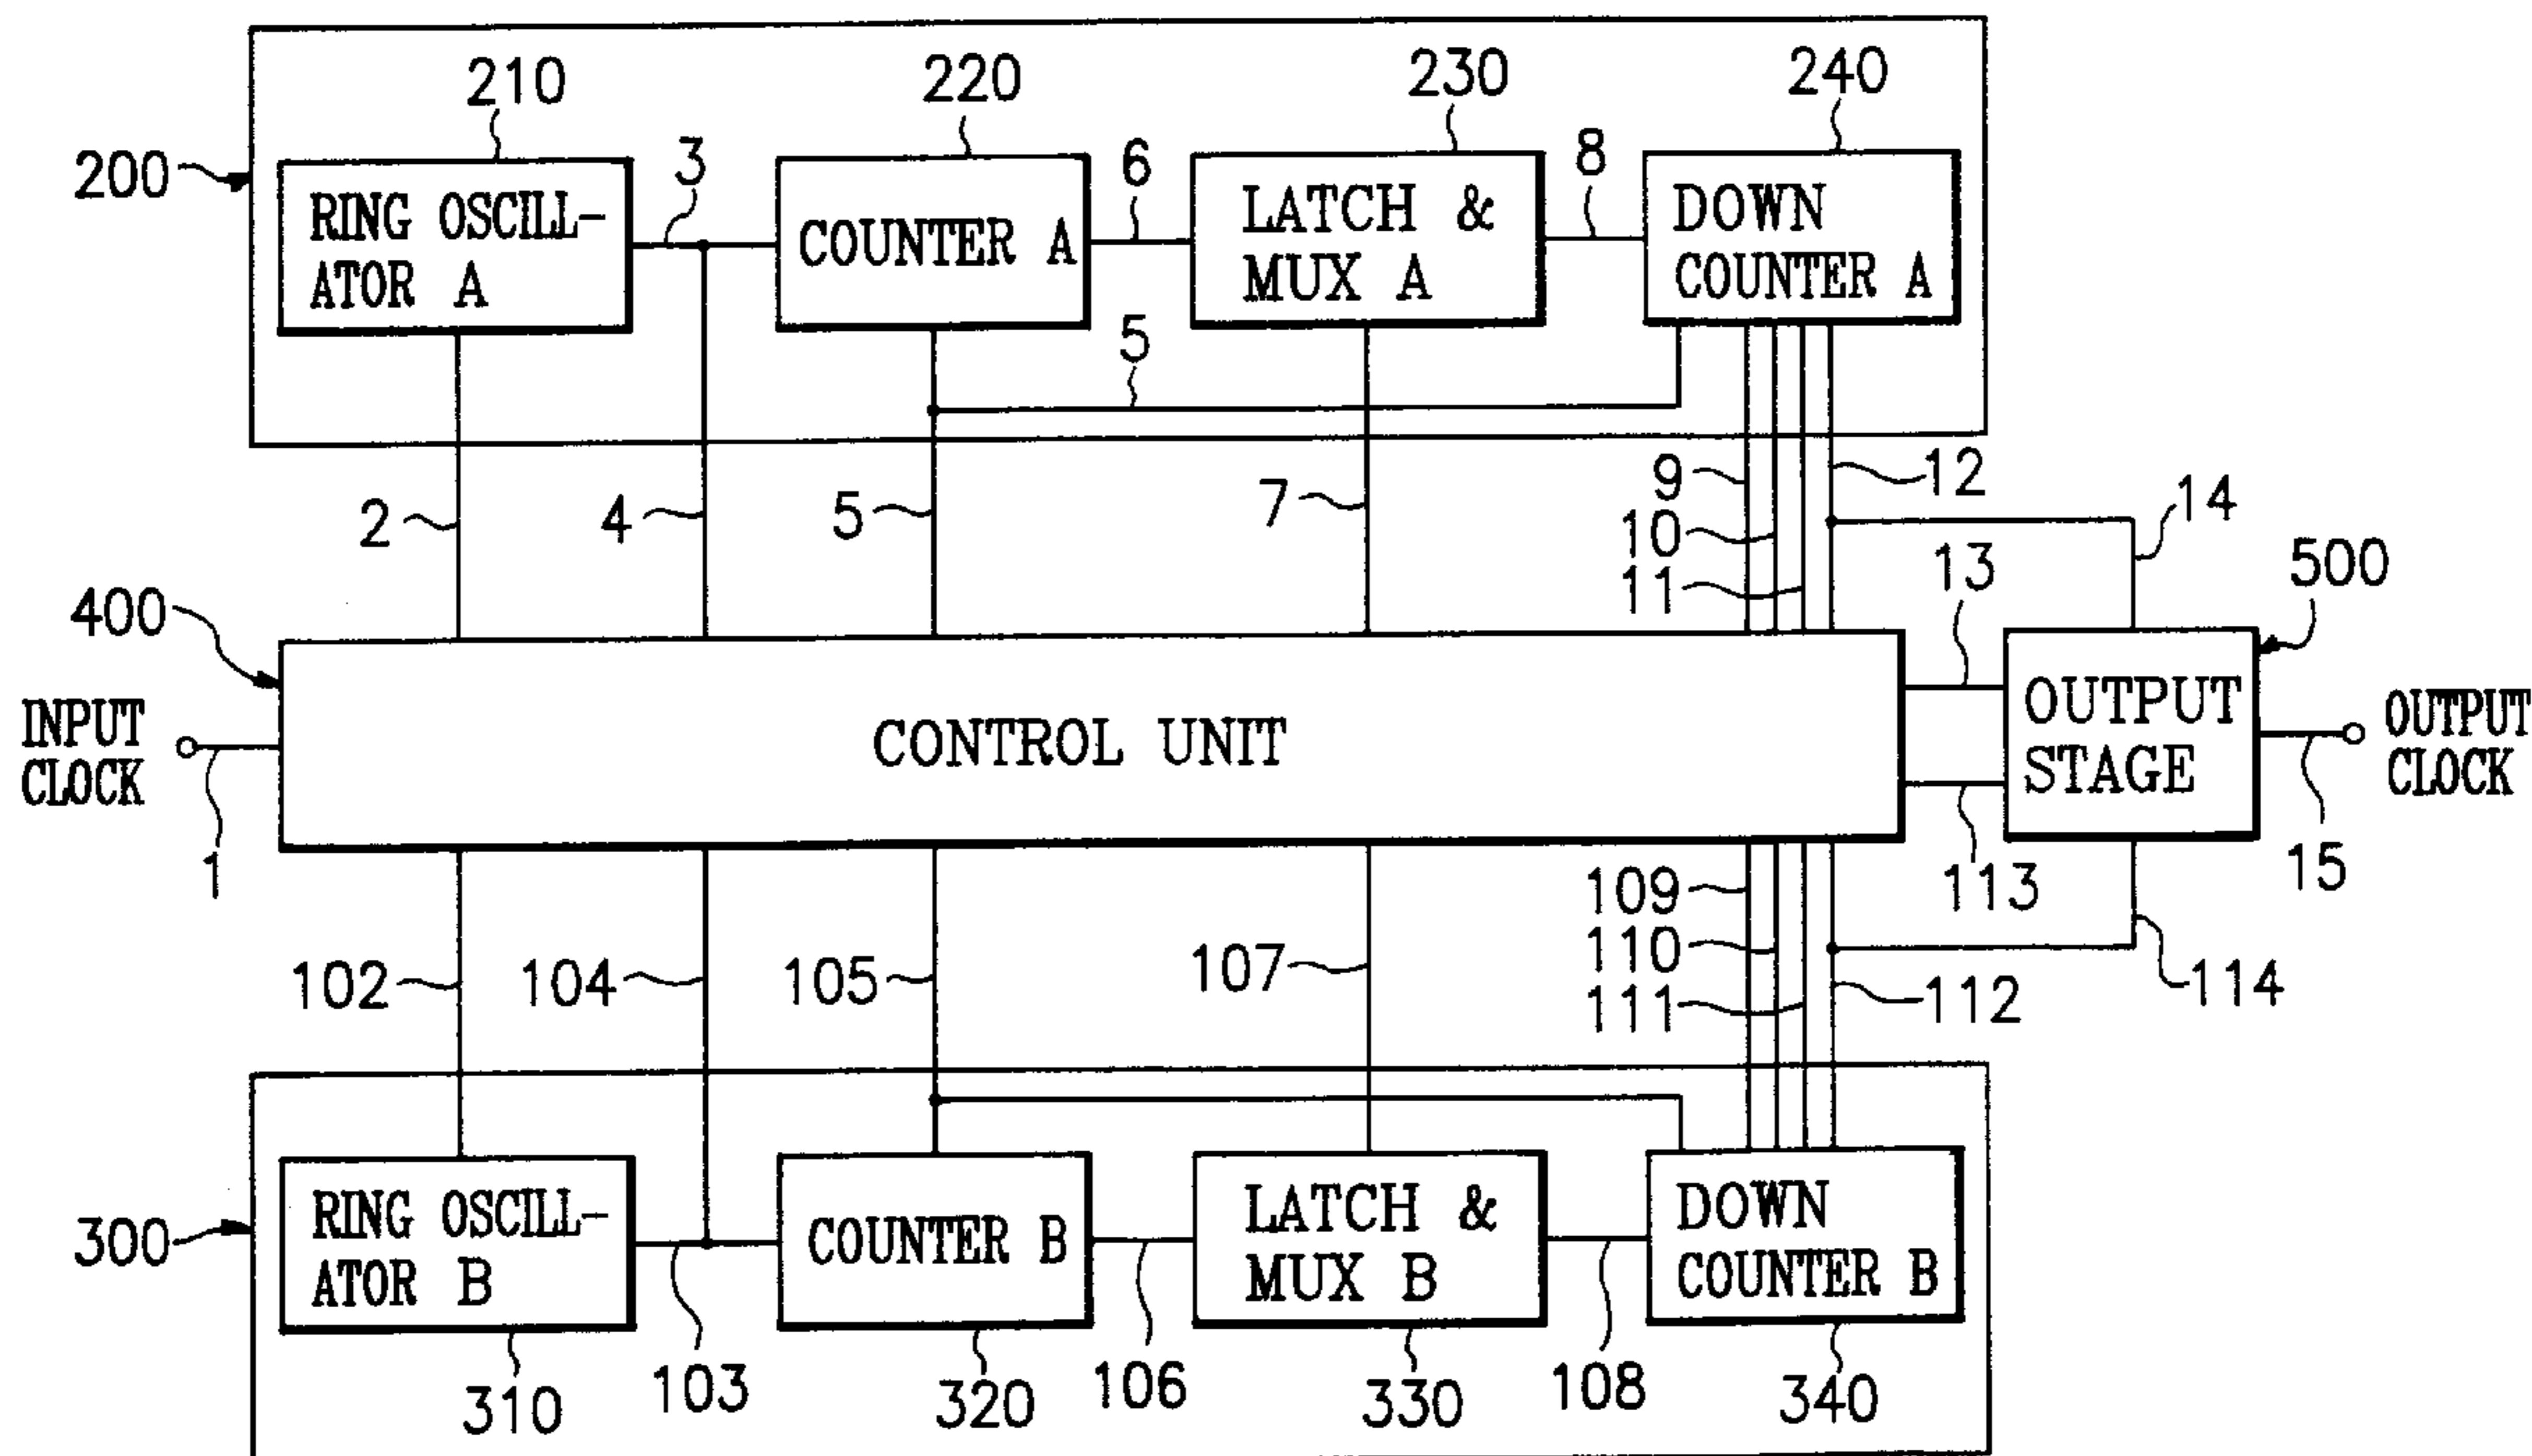 210
220
230
240
200
3
6
8
RING OSCILL-
ATOR A
COUNTER A
LATCH &
MUX A
DOWN
COUNTER A
5
2
4
5
7
9
10
11
12
14
13
500
400
INPUT
CLOCK
1
CONTROL UNIT
OUTPUT
STAGE
OUTPUT
CLOCK
15
113
102
104
105
107
109
110
111
112
114
300
RING OSCILL-
ATOR B
COUNTER B
LATCH &
MUX B
DOWN
COUNTER B
310
103
320
106
330
108
340